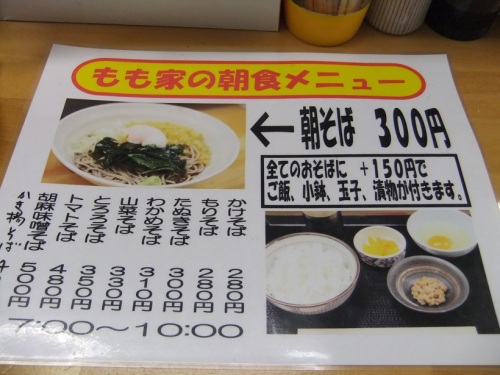 もも家の朝食メニュー
←朝そば 300円
全てのおそばに +150円で
ご飯、小鉢、玉子、漬物が付きます。
かけそば 280円
もりそば 280円
たぬきそば 300円
わかめそば 310円
山菜そば 330円
とろろそば 350円
トマトそば 480円
胡麻味噌そば 500円
かき揚そば
7:00～10:00